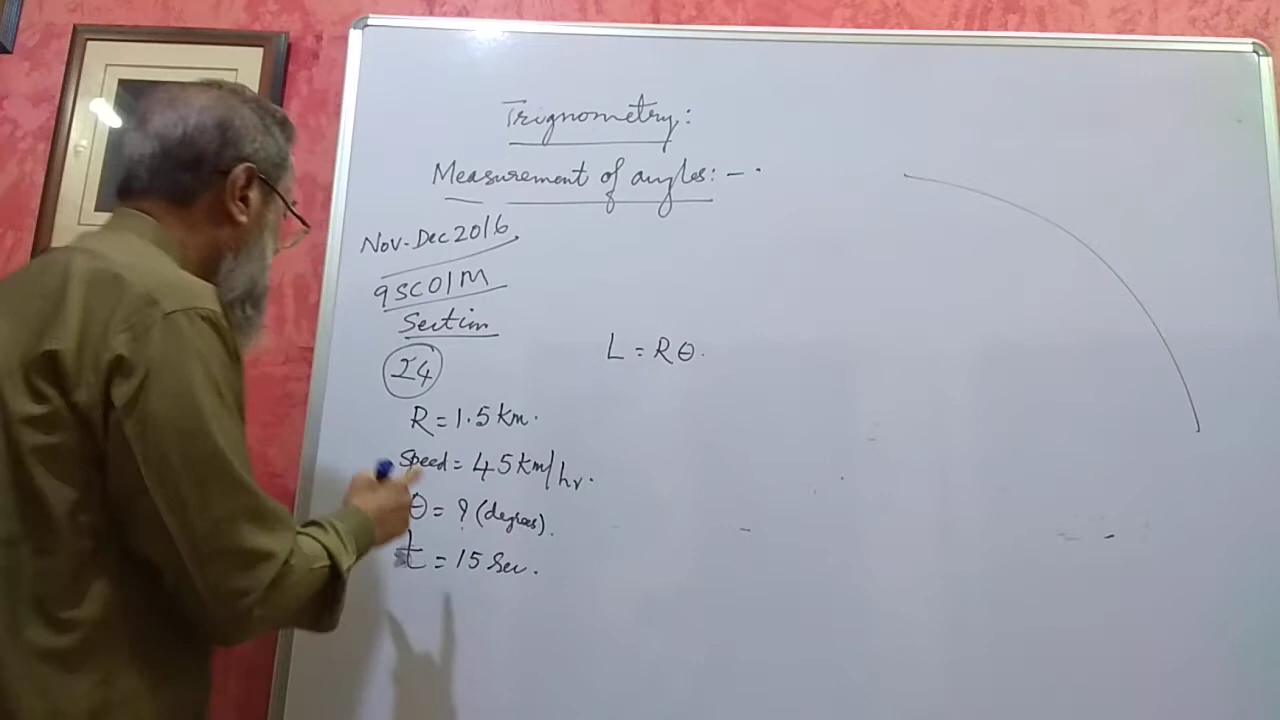 Trignometry:
Measurement of angles: -.
Nov-Dec 2016
9SC01M
Section
24
L = Rθ.
R = 1.5 km.
Speed = 45 km/hr.
θ = ? (degrees).
t = 15 Sec.